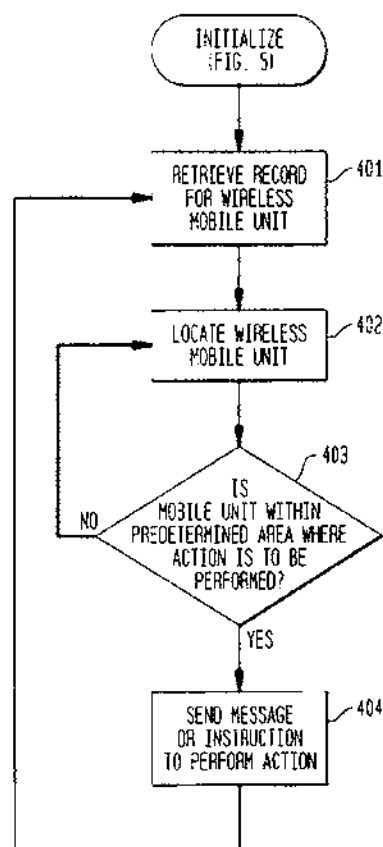 INITIALIZE
(FIG. 5)
RETRIEVE RECORD
FOR WIRELESS
MOBILE UNIT
401
LOCATE WIRELESS
MOBILE UNIT
402
403
IS
MOBILE UNIT WITHIN
PREDETERMINED AREA WHERE
ACTION IS TO BE
PERFORMED?
NO
YES
SEND MESSAGE
OR INSTRUCTION
TO PERFORM ACTION
404